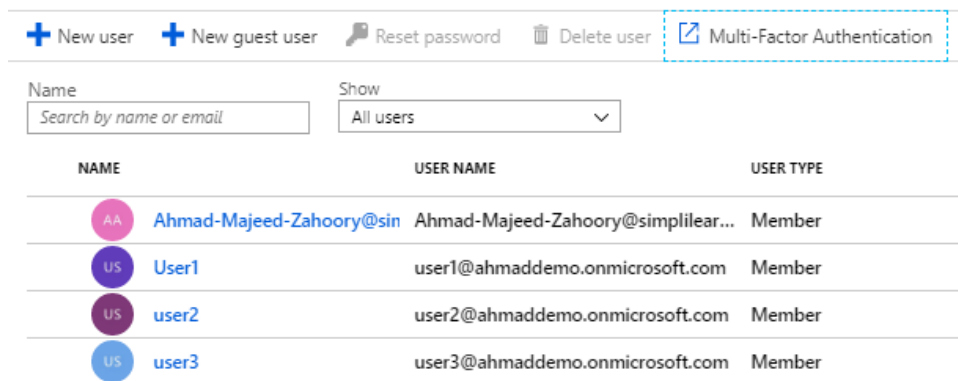 New user New guest user Reset password Delete user Multi-Factor Authentication
Name Show
Search by name or email All users
NAME USER NAME USER TYPE
AA Ahmad-Majeed-Zahoory@sin Ahmad-Majeed-Zahoory@simplilear... Member
US User1 user1@ahmaddemo.onmicrosoft.com Member
US user2 user2@ahmaddemo.onmicrosoft.com Member
US user3 user3@ahmaddemo.onmicrosoft.com Member